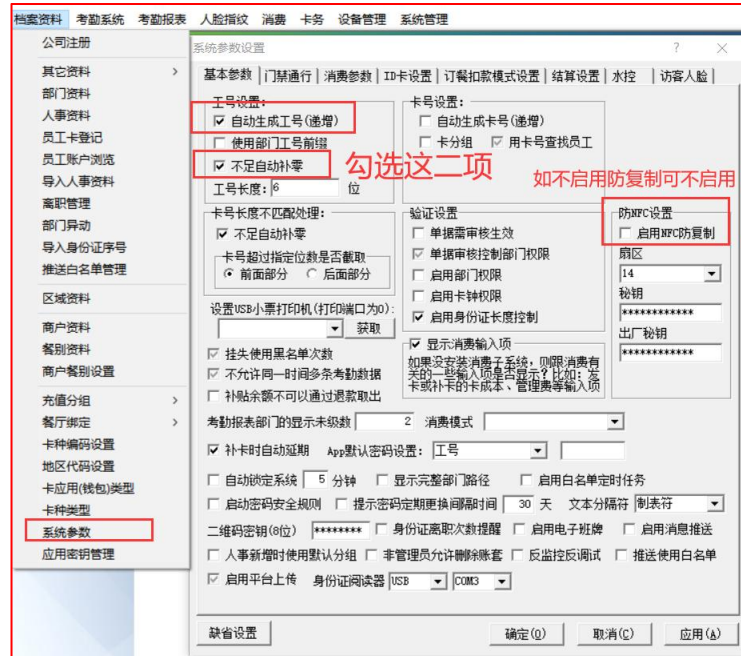 档案资料 考勤系统 考勤报表 人脸指纹 消费 卡务 设备管理 系统管理
公司注册
其它资料 >
部门资料
人事资料
员工卡登记
员工账户浏览
导入人事资料
离职管理
部门异动
导入身份证序号
推送白名单管理
区域资料
商户资料
餐别资料
商户餐别设置
充值分组 >
餐厅绑定 >
卡种编码设置
地区代码设置
卡应用(钱包)类型
卡种类型
系统参数
应用密钥管理
系统参数设置 ? ×
基本参数 门禁通行 消费参数 ID卡设置 订餐扣款模式设置 结算设置 水控 访客人脸
工号设置:
自动生成工号(递增)
使用部门工号前缀
不足自动补零
工号长度: 6 位
卡号设置:
自动生成卡号(递增)
卡分组 用卡号查找员工
勾选这二项
如不启用防复制可不启用
卡号长度不匹配处理:
不足自动补零
卡号超过指定位数是否截取
前面部分 后面部分
设置USB小票打印机(打印端口为0):
获取
挂失使用黑名单次数
不允许同一时间多条考勤数据
补贴余额不可以通过退款取出
验证设置
单据需审核生效
单据审核控制部门权限
启用部门权限
启用卡钟权限
启用身份证长度控制
显示消费输入项
如果没安装消费子系统，则跟消费有
关的一些输入项是否显示？比如：发
卡或补卡的卡成本、管理费等输入项
防NFC设置
启用NFC防复制
扇区
14
秘钥
************
出厂秘钥
************
考勤报表部门的显示未级数 2 消费模式
补卡时自动延期 App默认密码设置: 工号
自动锁定系统 5 分钟 显示完整部门路径 启用白名单定时任务
启动密码安全规则 提示密码定期更换间隔时间 30 天 文本分隔符 制表符
二维码密钥(8位) ******** 身份证离职次数提醒 启用电子班牌 启用消息推送
人事新增时使用默认分组 非管理员允许删除账套 反监控反调试 推送使用白名单
启用平台上传 身份证阅读器 USB COM3
缺省设置 确定(O) 取消(C) 应用(A)